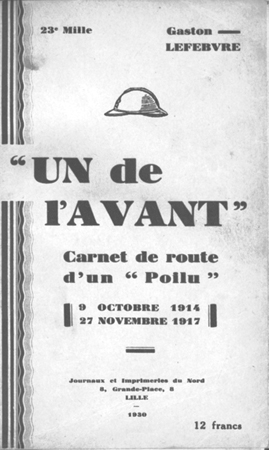 23e Mille
Gaston
LEFEBVRE
"UN de
l'AVANT"
Carnet de route
d'un "Poilu"
9 OCTOBRE 1914
27 NOVEMBRE 1917
Journaux et Imprimeries du Nord
8, Grande-Place, 8
LILLE
1930
12 francs